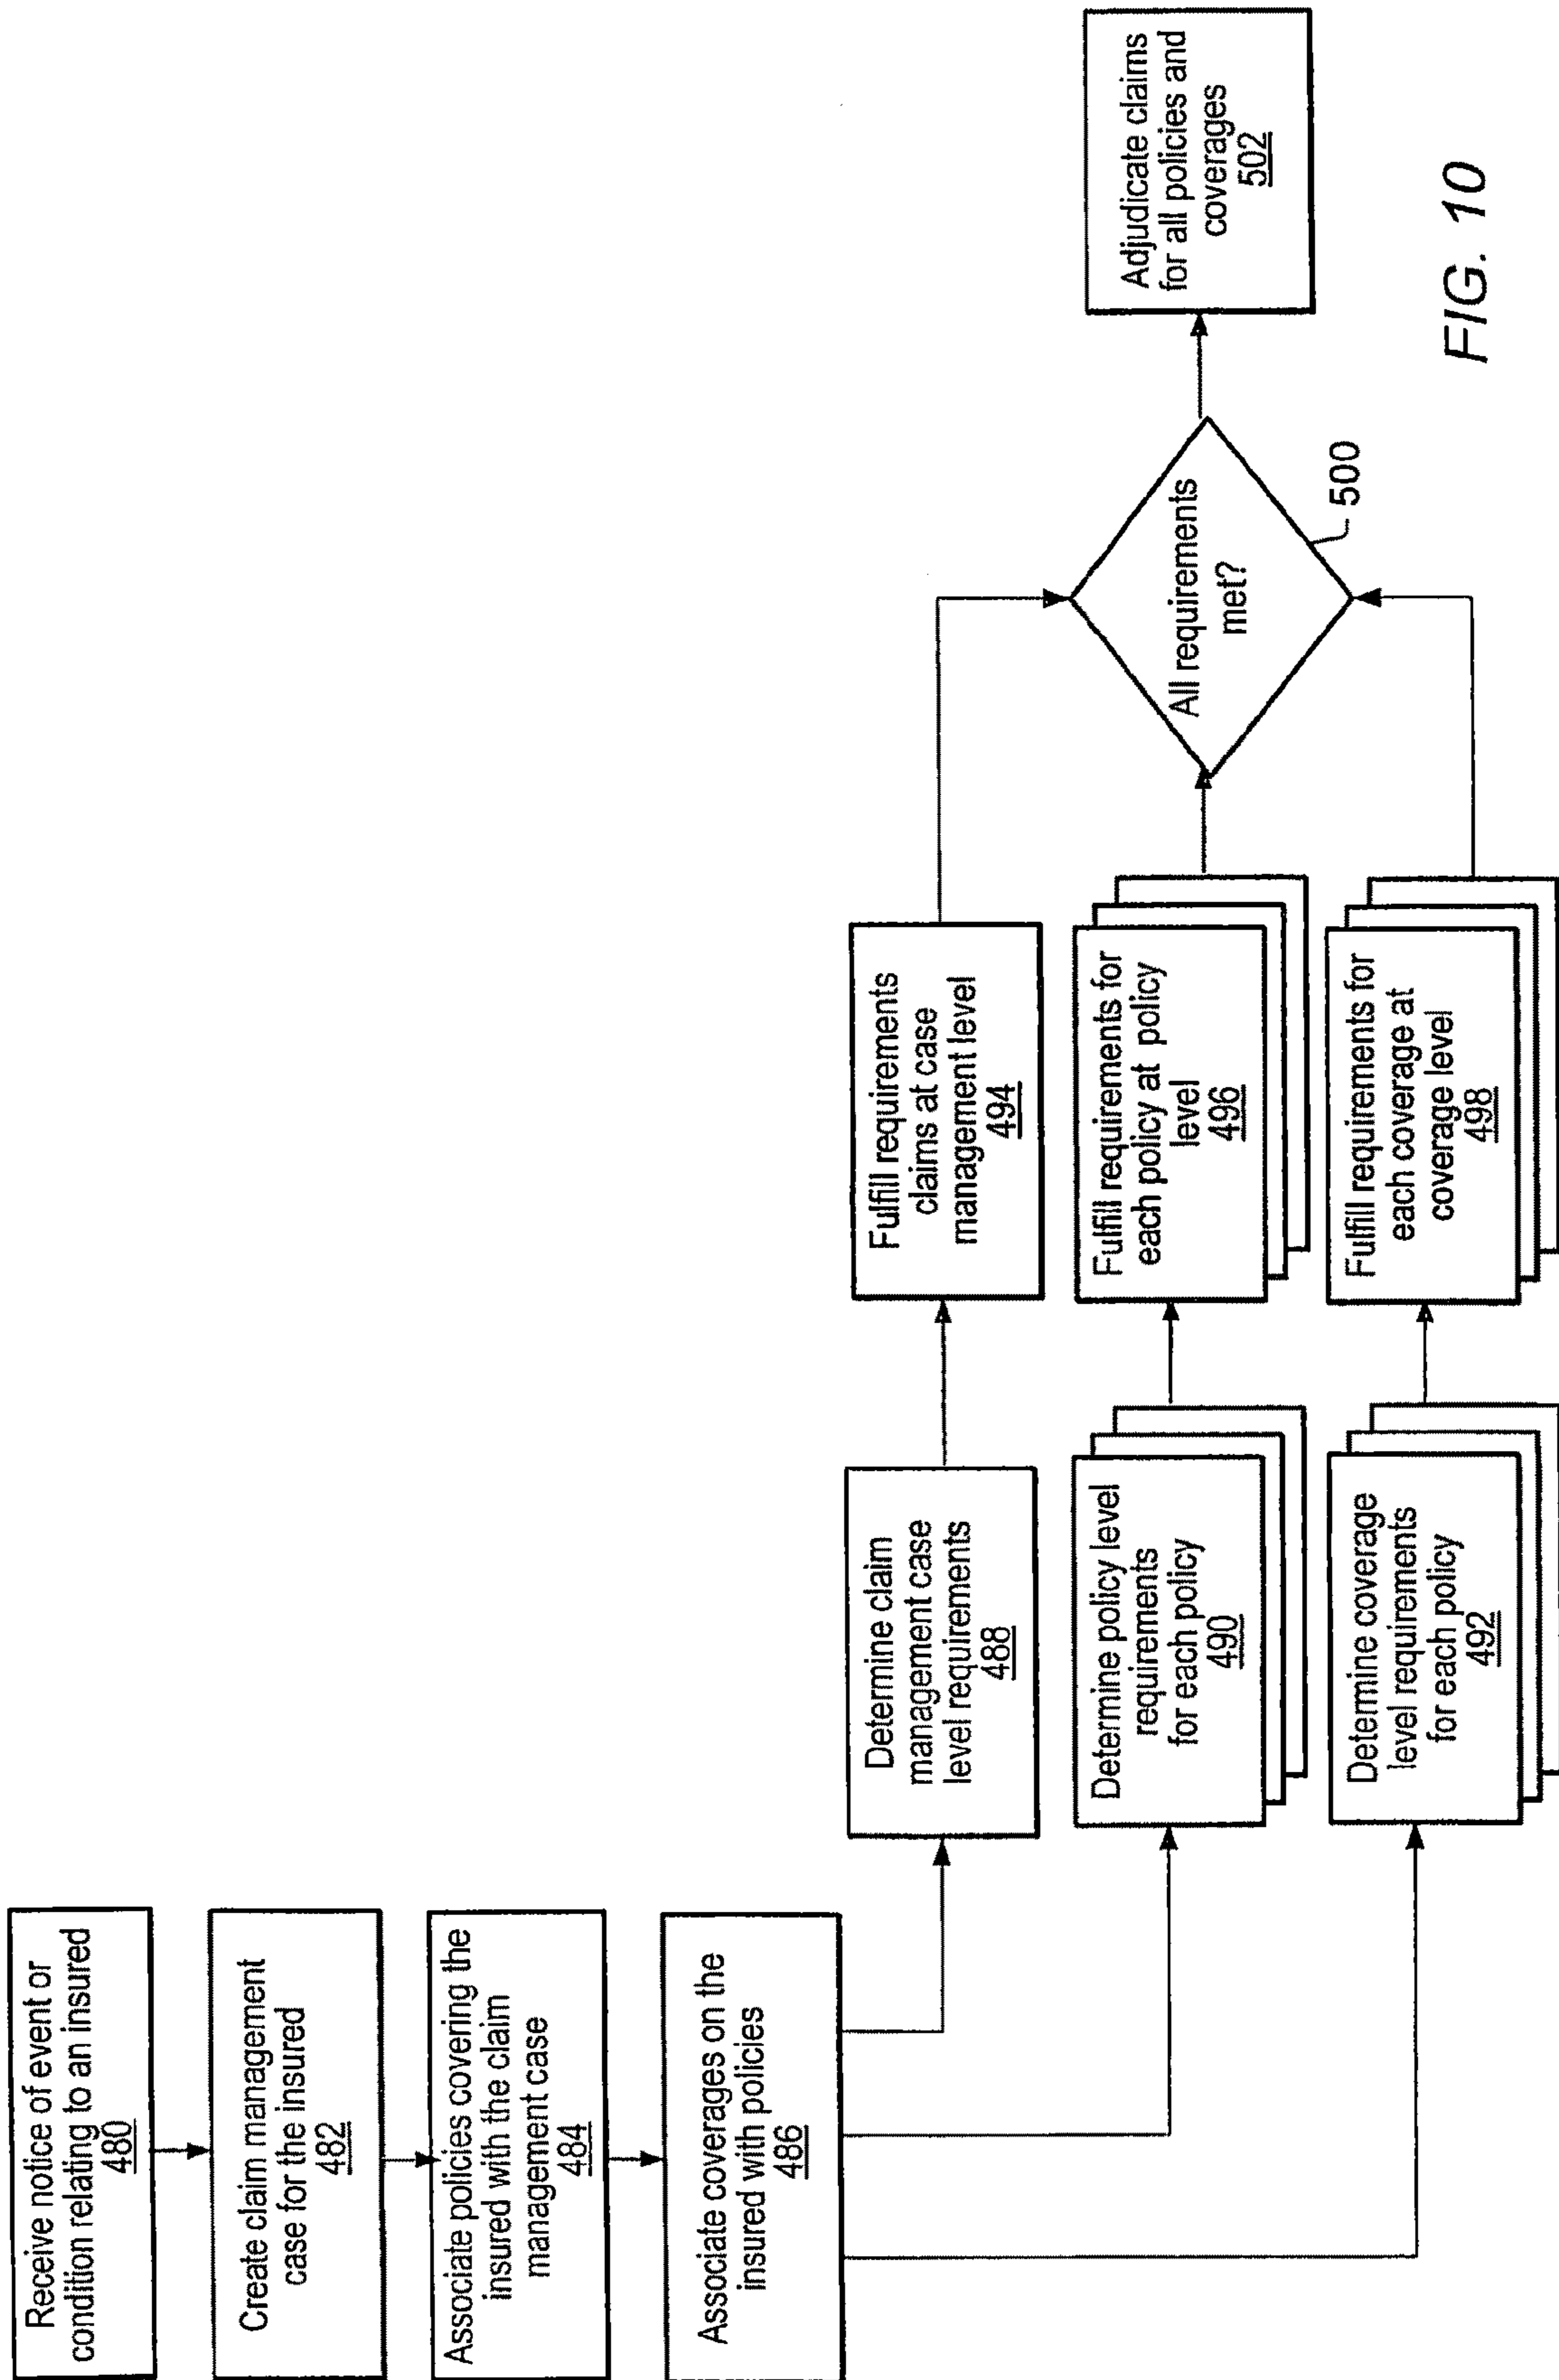 Receive notice of event or
condition relating to an insured
480
Create claim management
case for the insured
482
Associate policies covering the
insured with the claim
management case
484
Associate coverages on the
insured with policies
486
Determine claim
management case
level requirements
488
Fulfill requirements
claims at case
management level
494
Determine policy level
requirements
for each policy
490
Fulfill requirements for
each policy at policy
level
496
Determine coverage
level requirements
for each policy
492
Fulfill requirements for
each coverage at
coverage level
498
All requirements
met?
500
Adjudicate claims
for all policies and
coverages
502
FIG. 10